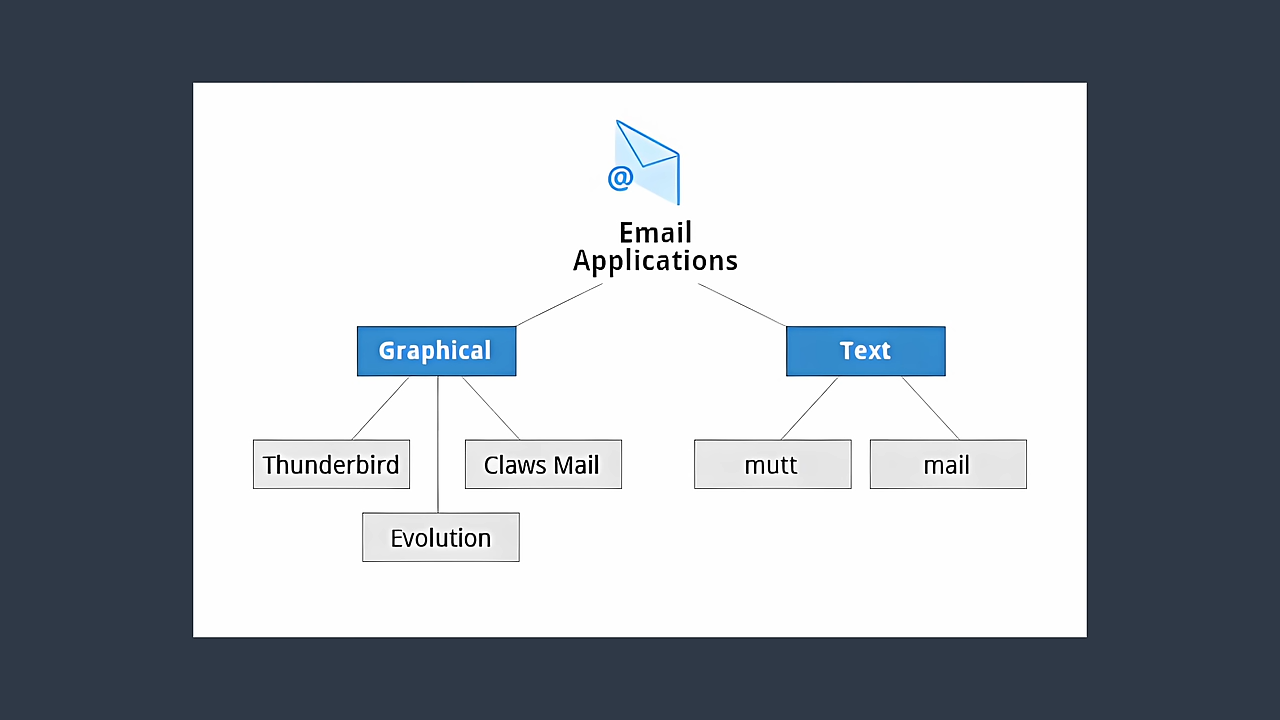 @
Email
Applications
Graphical
Text
Thunderbird
Claws Mail
mutt
mail
Evolution